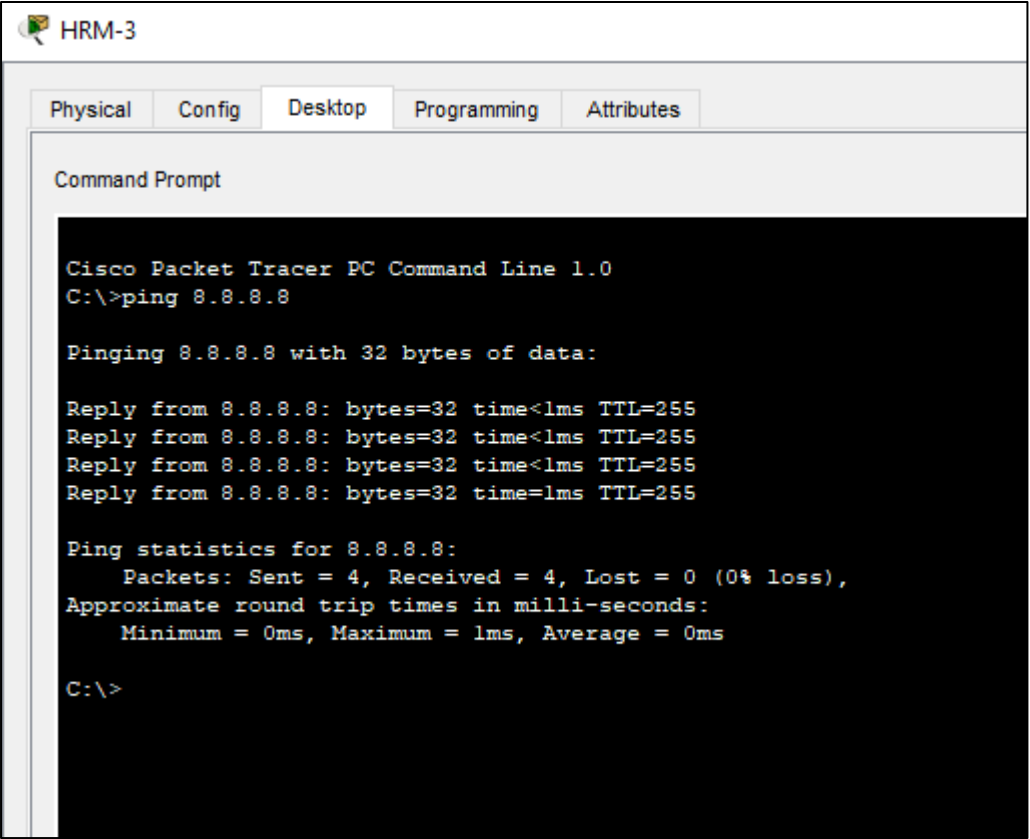 HRM-3
Physical Config Desktop Programming Attributes
Command Prompt
Cisco Packet Tracer PC Command Line 1.0
C:\>ping 8.8.8.8
Pinging 8.8.8.8 with 32 bytes of data:
Reply from 8.8.8.8: bytes=32 time<1ms TTL=255
Reply from 8.8.8.8: bytes=32 time<1ms TTL=255
Reply from 8.8.8.8: bytes=32 time<1ms TTL=255
Reply from 8.8.8.8: bytes=32 time=1ms TTL=255
Ping statistics for 8.8.8.8:
Packets: Sent = 4, Received = 4, Lost = 0 (0% loss),
Approximate round trip times in milli-seconds:
Minimum = 0ms, Maximum = 1ms, Average = 0ms
C:\>